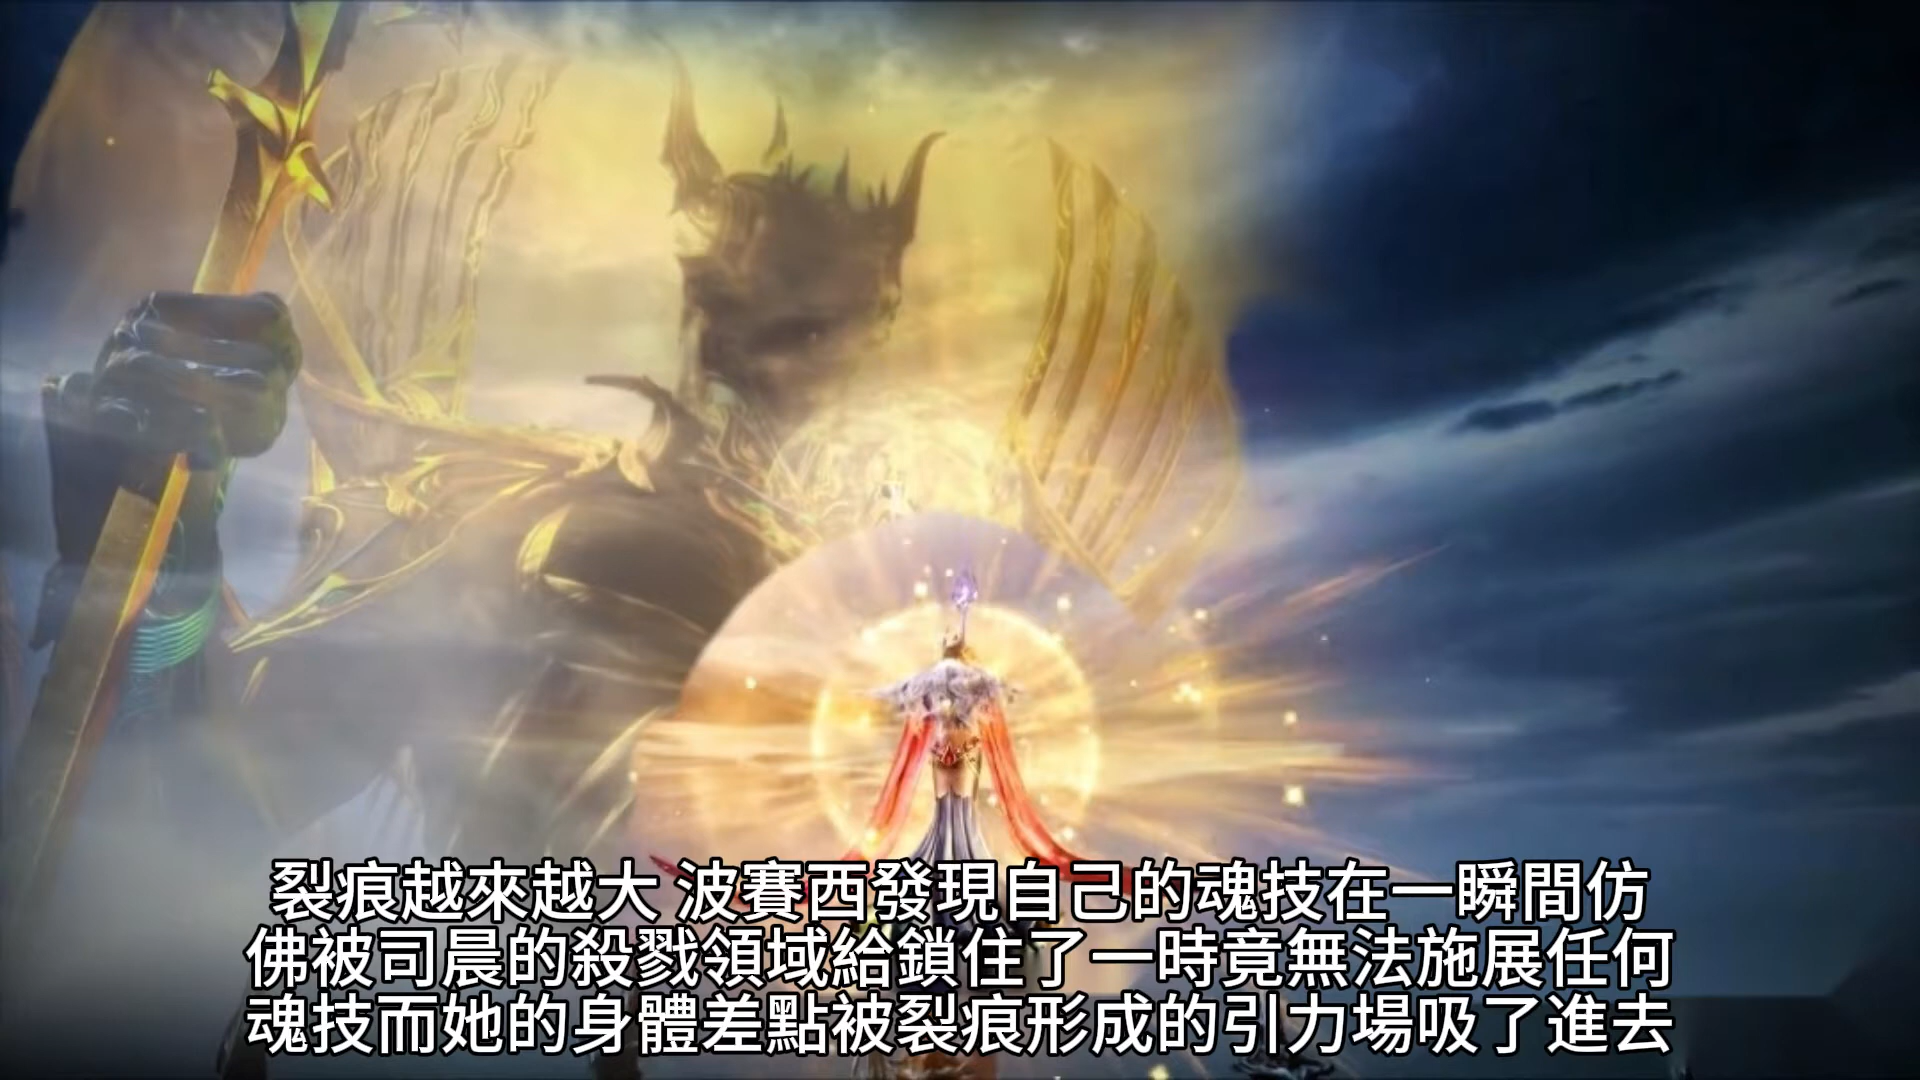 裂痕越來越大 波賽西發現自己的魂技在一瞬間仿
佛被司晨的殺戮領域給鎖住了一時竟無法施展任何
魂技而她的身體差點被裂痕形成的引力場吸了進去